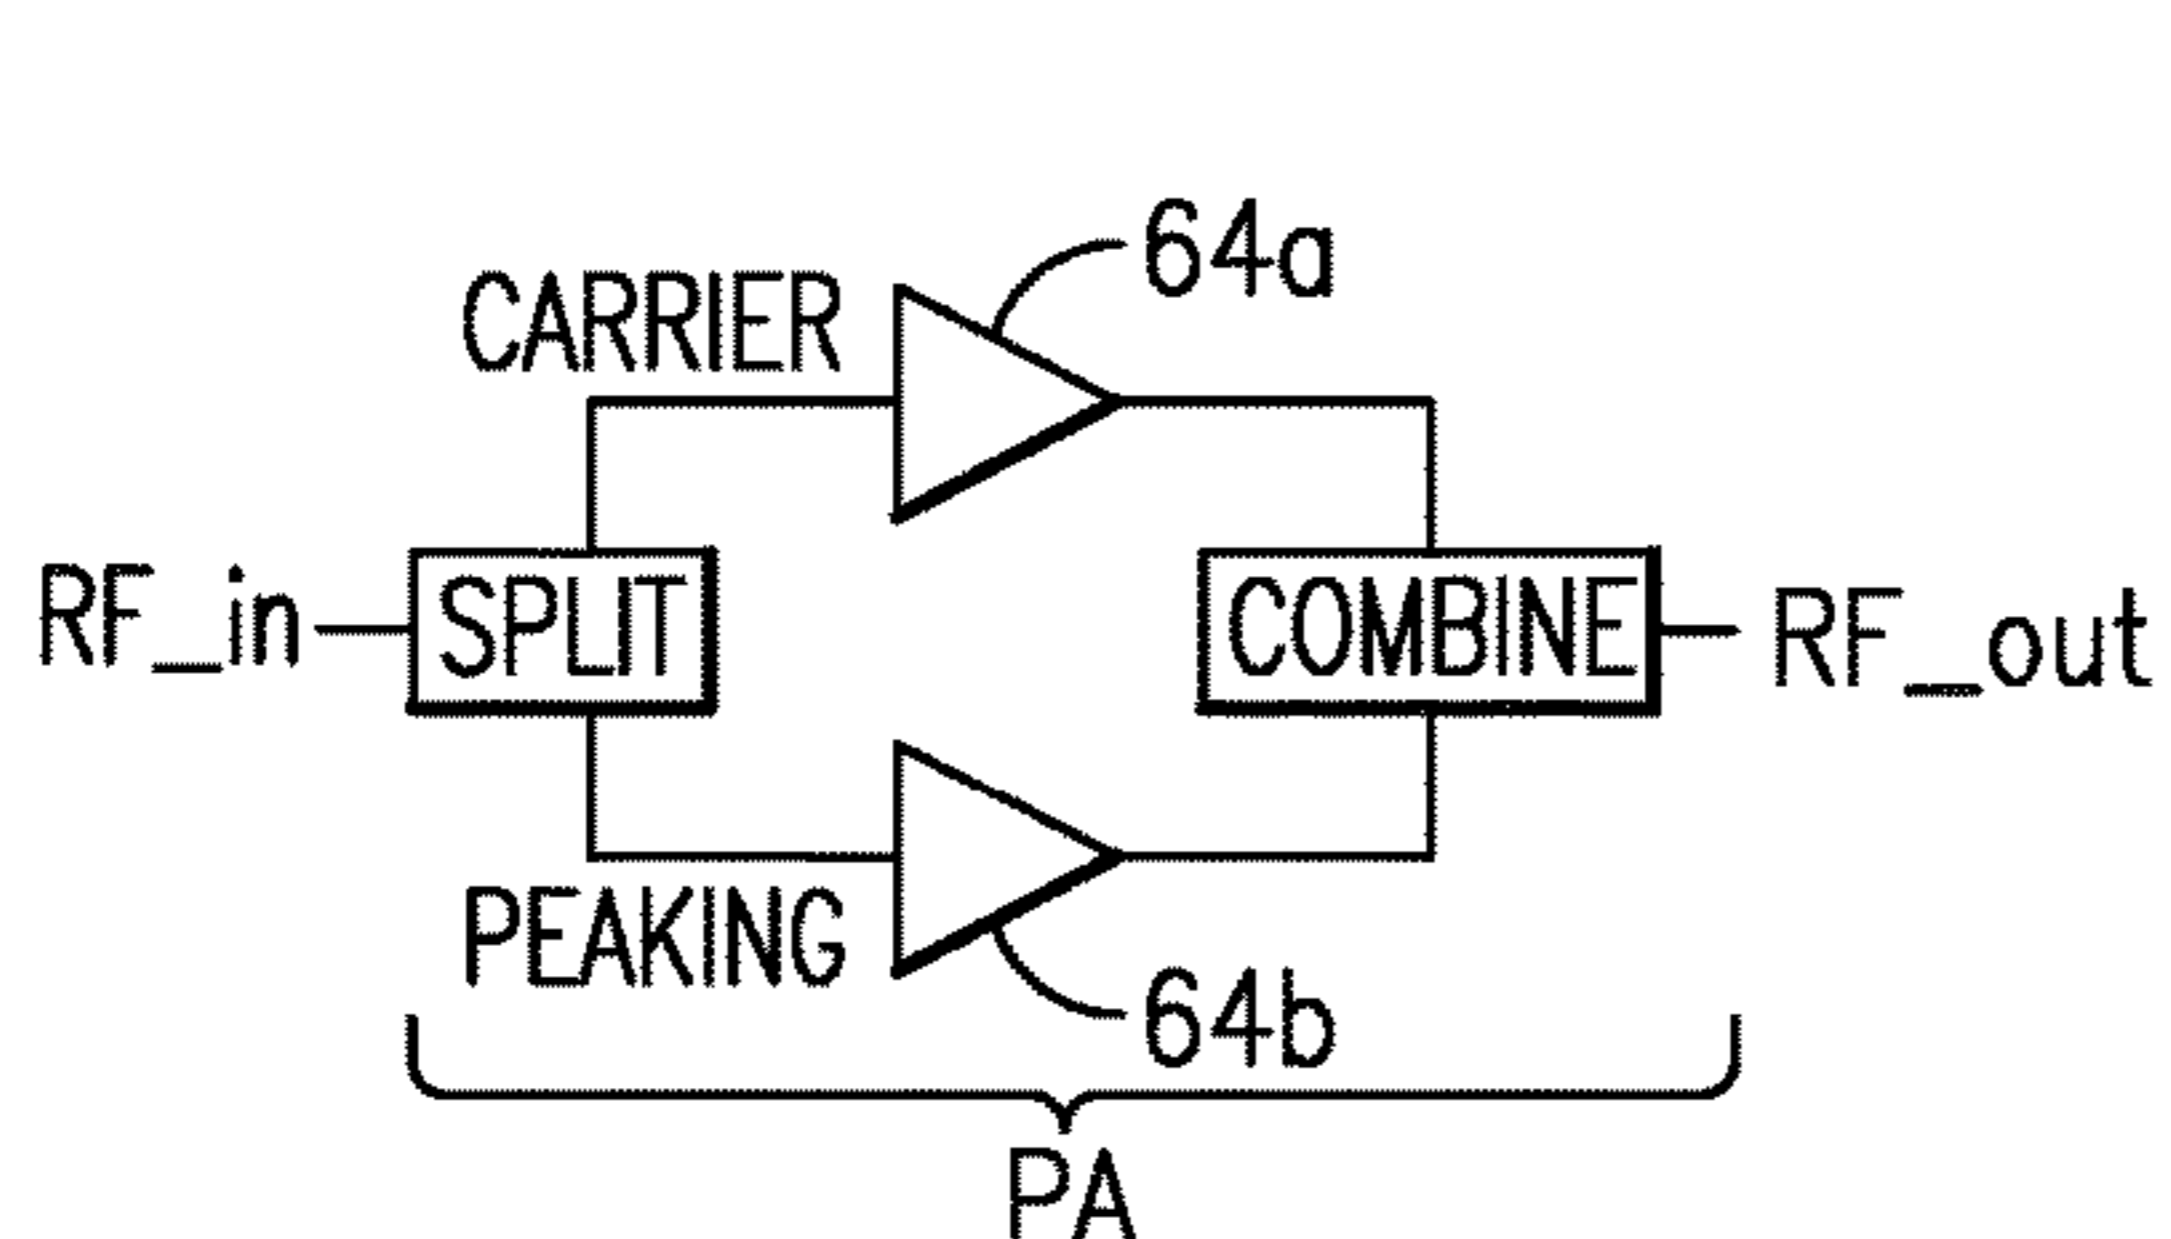 64a
CARRIER
RF_in
SPLIT
COMBINE
RF_out
PEAKING
64b
PA